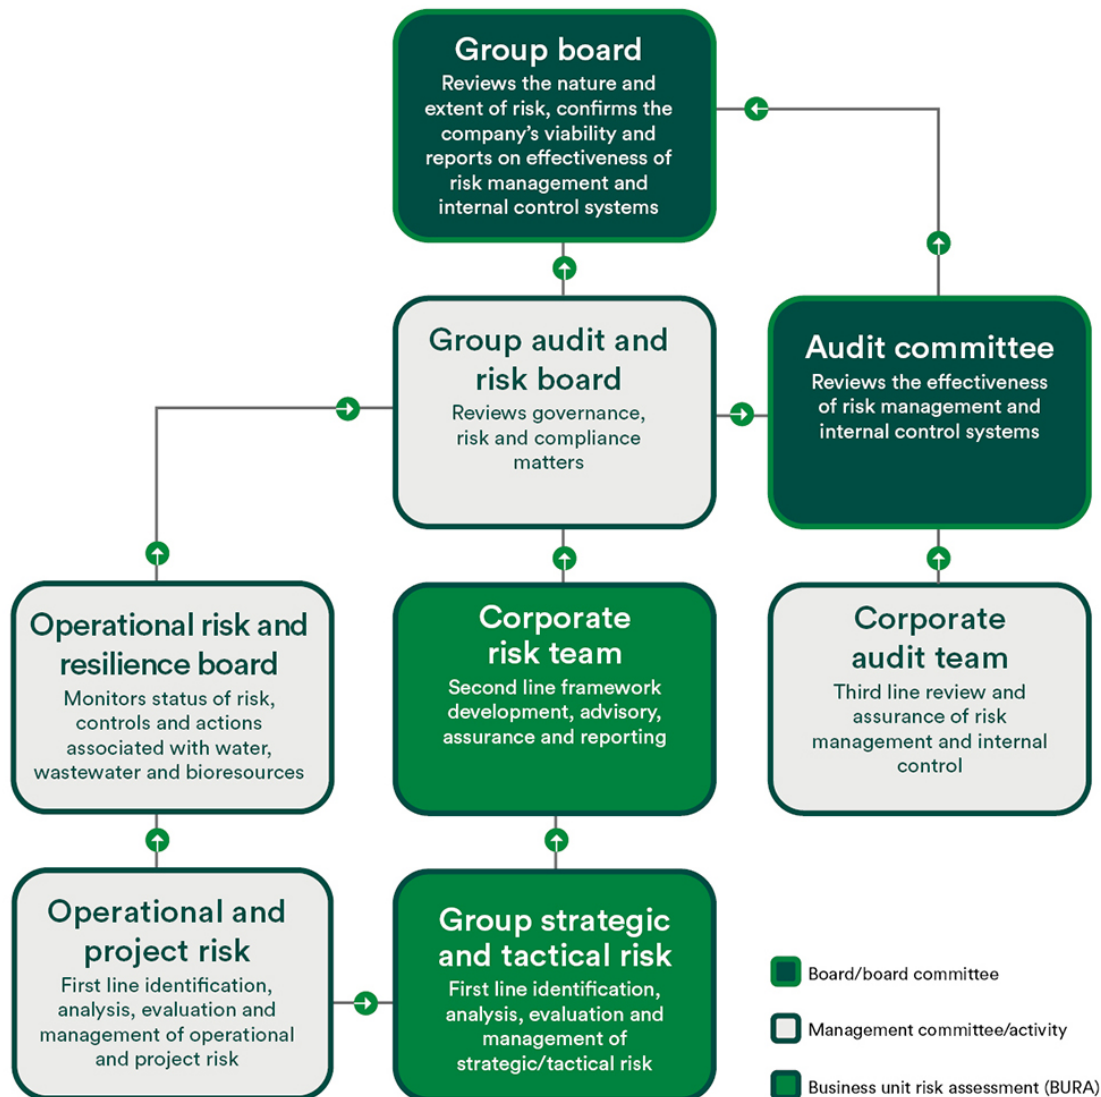 Group board
Reviews the nature and
extent of risk, confirms the
company's viability and
reports on effectiveness of
risk management and
internal control systems
Group audit and
risk board
Reviews governance,
risk and compliance
matters
Audit committee
Reviews the effectiveness
of risk management and
internal control systems
Operational risk and
resilience board
Monitors status of risk,
controls and actions
associated with water,
wastewater and bioresources
Corporate
risk team
Second line framework
development, advisory,
assurance and reporting
Corporate
audit team
Third line review and
assurance of risk
management and internal
control
Operational and
project risk
First line identification,
analysis, evaluation and
management of operational
and project risk
Group strategic
and tactical risk
First line identification,
analysis, evaluation and
management of
strategic/tactical risk
Board/board committee
Management committee/activity
Business unit risk assessment (BURA)